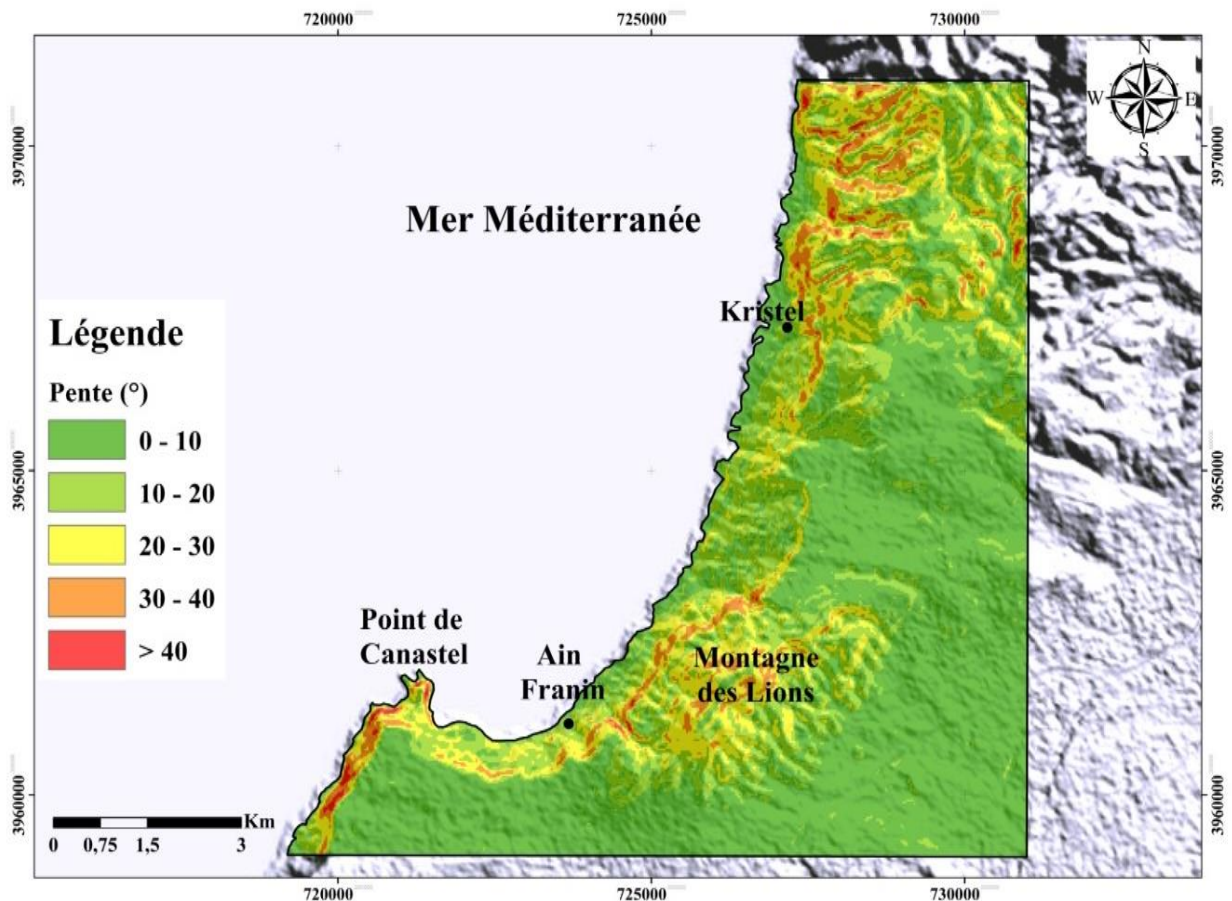 720000
725000
730000
N
W
E
S
3970000
3970000
Mer Méditerranée
Kristel
Légende
Pente (°)
0 - 10
10 - 20
20 - 30
30 - 40
> 40
3965000
3965000
Point de
Canastel
Ain
Franin
Montagne
des Lions
3960000
3960000
Km
0 0,75 1,5 3
720000
725000
730000